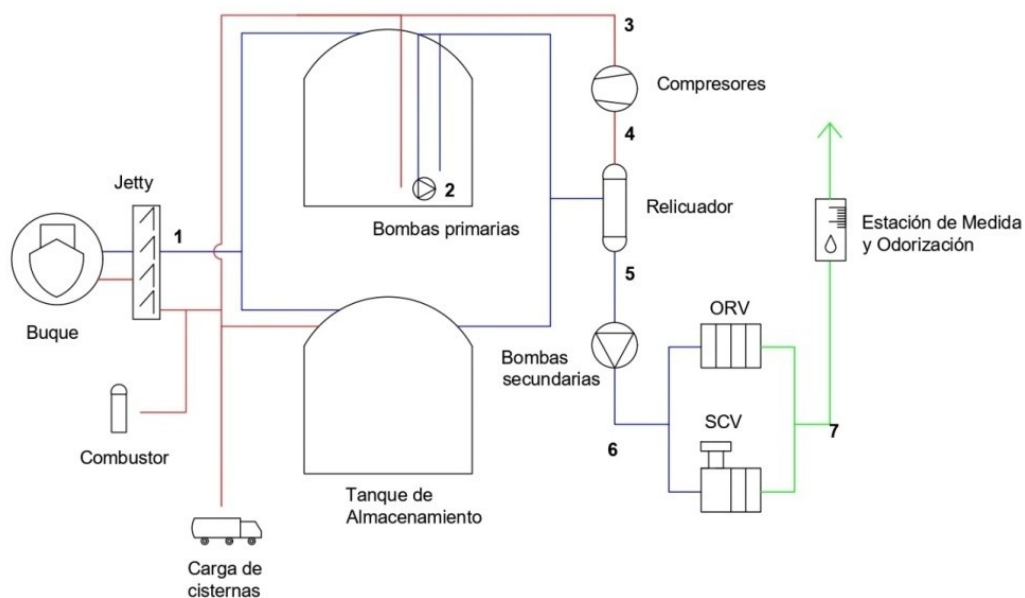 3
Compresores
4
Jetty
2
Relicuador
Estación de Medida
y Odorización
1
Bombas primarias
5
Buque
ORV
Bombas
secundarias
SCV
6
7
Combustor
Tanque de
Almacenamiento
Carga de
cisternas